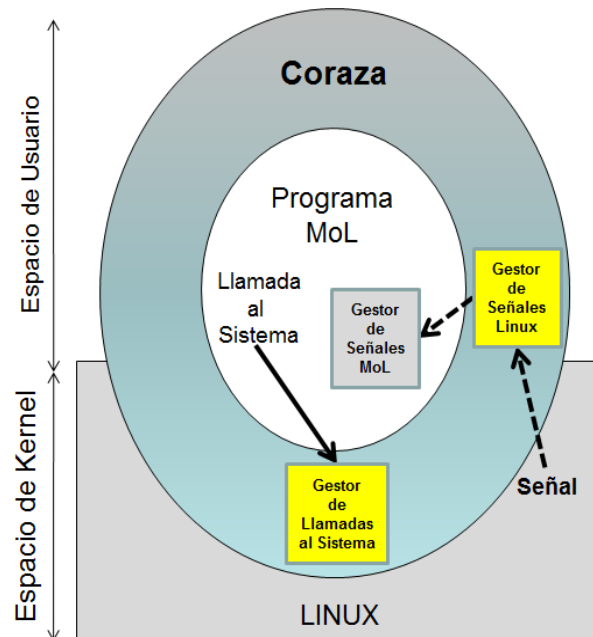 Coraza
Espacio de Usuario
Programa
MoL
Llamada
al
Sistema
Gestor
de
Señales
MoL
Gestor
de
Señales
Linux
Espacio de Kernel
Señal
Gestor
de
Llamadas
al Sistema
LINUX